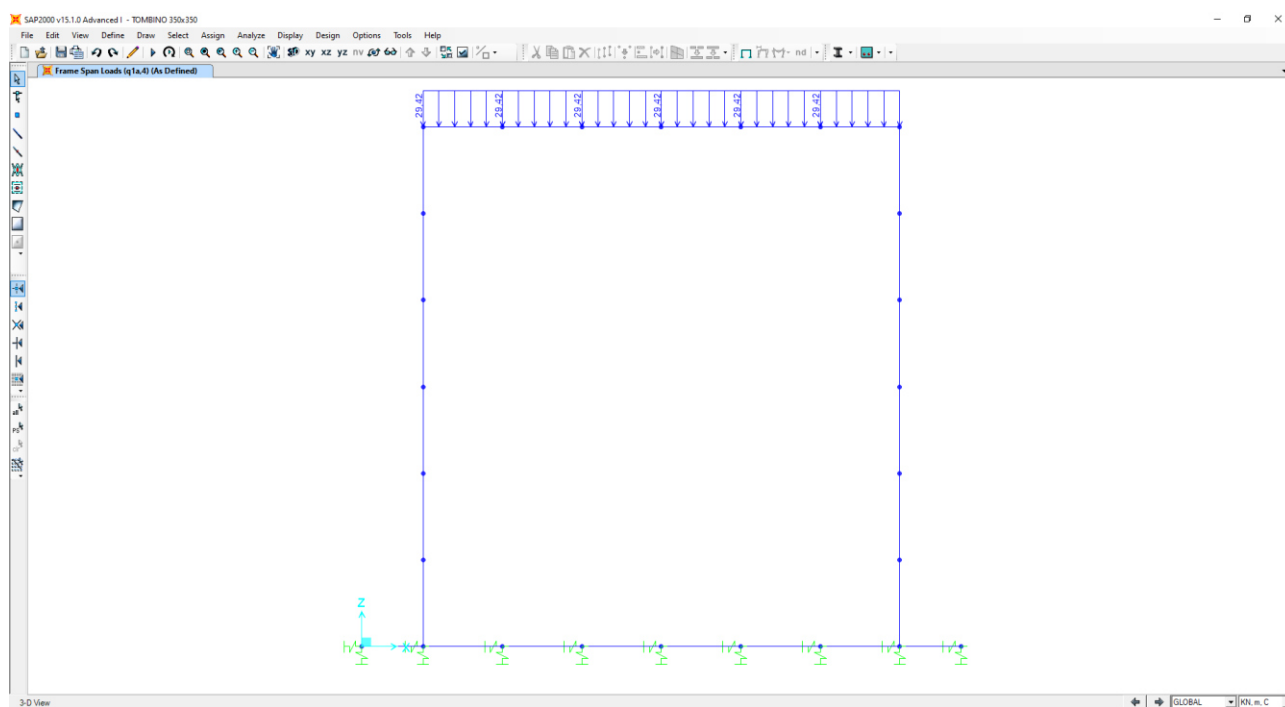 SAP2000 v15.1.0 Advanced I - TOMBINO 350x350
File Edit View Define Draw Select Assign Analyze Display Design Options Tools Help
xy xz yz nv nd
Frame Span Loads (q1a,4) (As Defined)
29.42 29.42 29.42 29.42 29.42 29.42
Z
X
3-D View GLOBAL KN, m, C